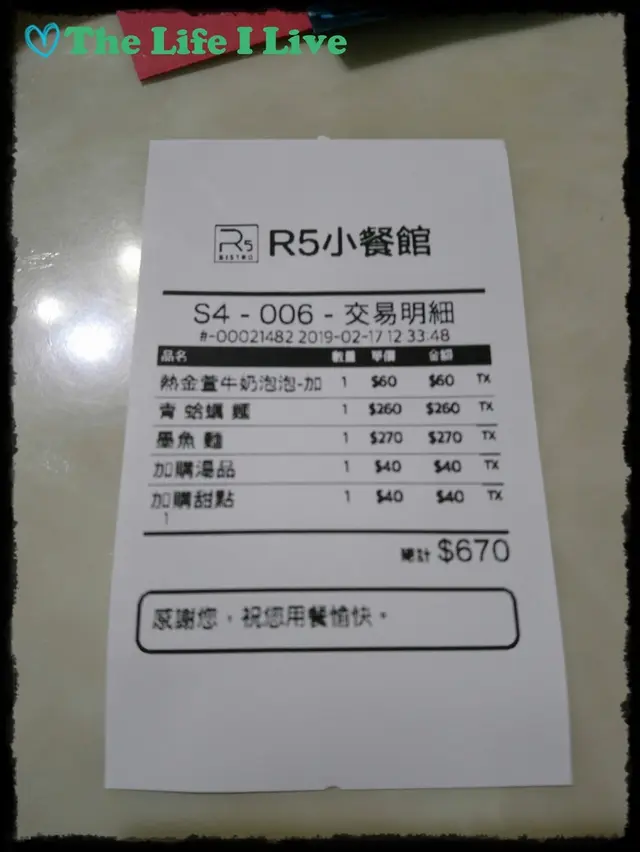 The Life I Live
R5 BISTRO R5小餐館
S4 - 006 - 交易明細
#-00021482 2019-02-17 12:33:48
品名 數量 單價 金額
熱金萱牛奶泡泡-加 1 $60 $60 TX
青 蛤蠣 麵 1 $260 $260 TX
墨魚 麵 1 $270 $270 TX
加購湯品 1 $40 $40 TX
加購甜點 1 $40 $40 TX
1
總計 $670
感謝您，祝您用餐愉快。